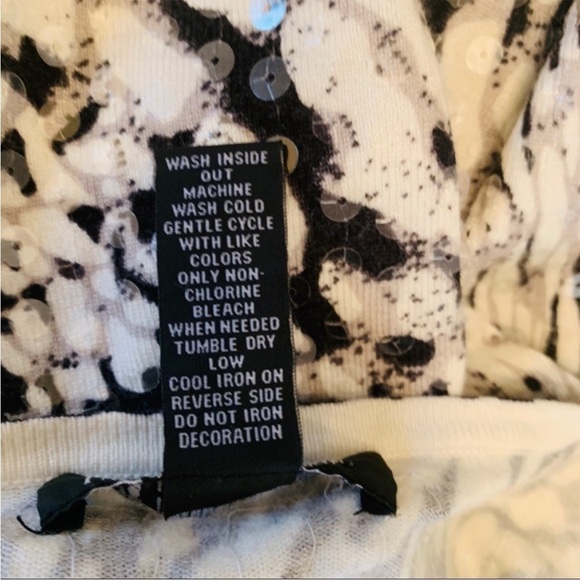 WASH INSIDE
OUT
MACHINE
WASH COLD
GENTLE CYCLE
WITH LIKE
COLORS
ONLY NON-
CHLORINE
BLEACH
WHEN NEEDED
TUMBLE DRY
LOW
COOL IRON ON
REVERSE SIDE
DO NOT IRON
DECORATION